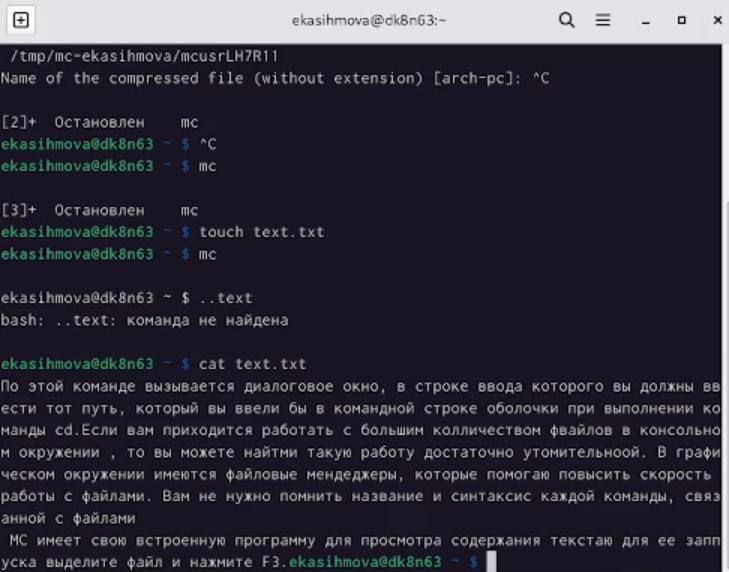 ekasihmova@dk8n63:~
/tmp/mc-ekasihmova/mcusrLH7R11
Name of the compressed file (without extension) [arch-pc]: ^C
[2]+  Остановлен    mc
ekasihmova@dk8n63 ~ $ ^C
ekasihmova@dk8n63 ~ $ mc
[3]+  Остановлен    mc
ekasihmova@dk8n63 ~ $ touch text.txt
ekasihmova@dk8n63 ~ $ mc
ekasihmova@dk8n63 ~ $ ..text
bash: ..text: команда не найдена
ekasihmova@dk8n63 ~ $ cat text.txt
По этой команде вызывается диалоговое окно, в строке ввода которого вы должны вв
ести тот путь, который вы ввели бы в командной строке оболочки при выполнении ко
манды cd.Если вам приходится работать с большим колличеством фвайлов в консольно
м окружении , то вы можете найтми такую работу достаточно утомительноой. В графи
ческом окружении имеются файловые мендеджеры, которые помогаю повысить скорость
работы с файлами. Вам не нужно помнить название и синтаксис каждой команды, связ
анной с файлами
МС имеет свою встроенную программу для просмотра содержания текстаю для ее запп
уска выделите файл и нажмите F3.ekasihmova@dk8n63 ~ $